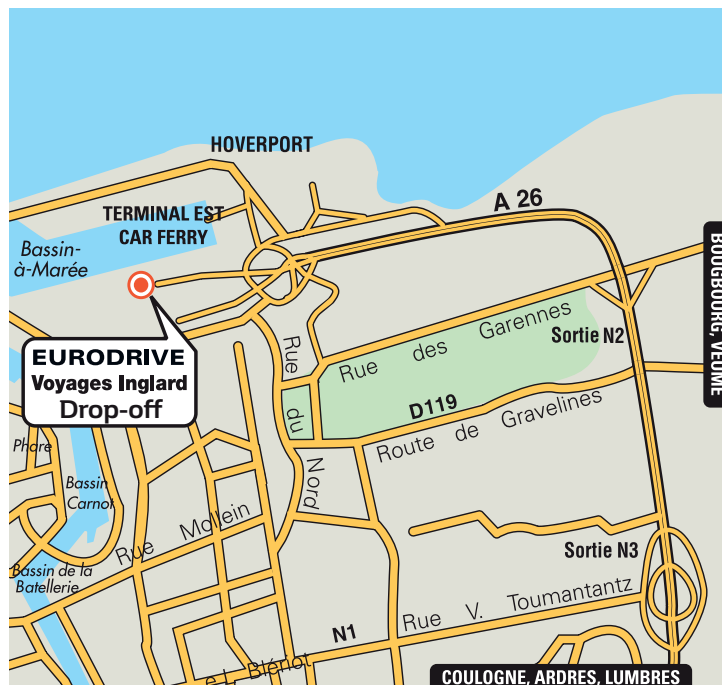 HOVERPORT
TERMINAL EST
CAR FERRY
A 26
Bassin-
à-Marée
BOUGBOURG, VEUME
EURODRIVE
Voyages Inglard
Drop-off
Rue du Nord
Rue des Garennes
Sortie N2
D119
Route de Gravelines
Phare
Bassin
Carnot
Rue Mollein
Sortie N3
Bassin de la
Batellerie
Rue V. Toumantantz
N1
e L. Blériot
COULOGNE, ARDRES, LUMBRES